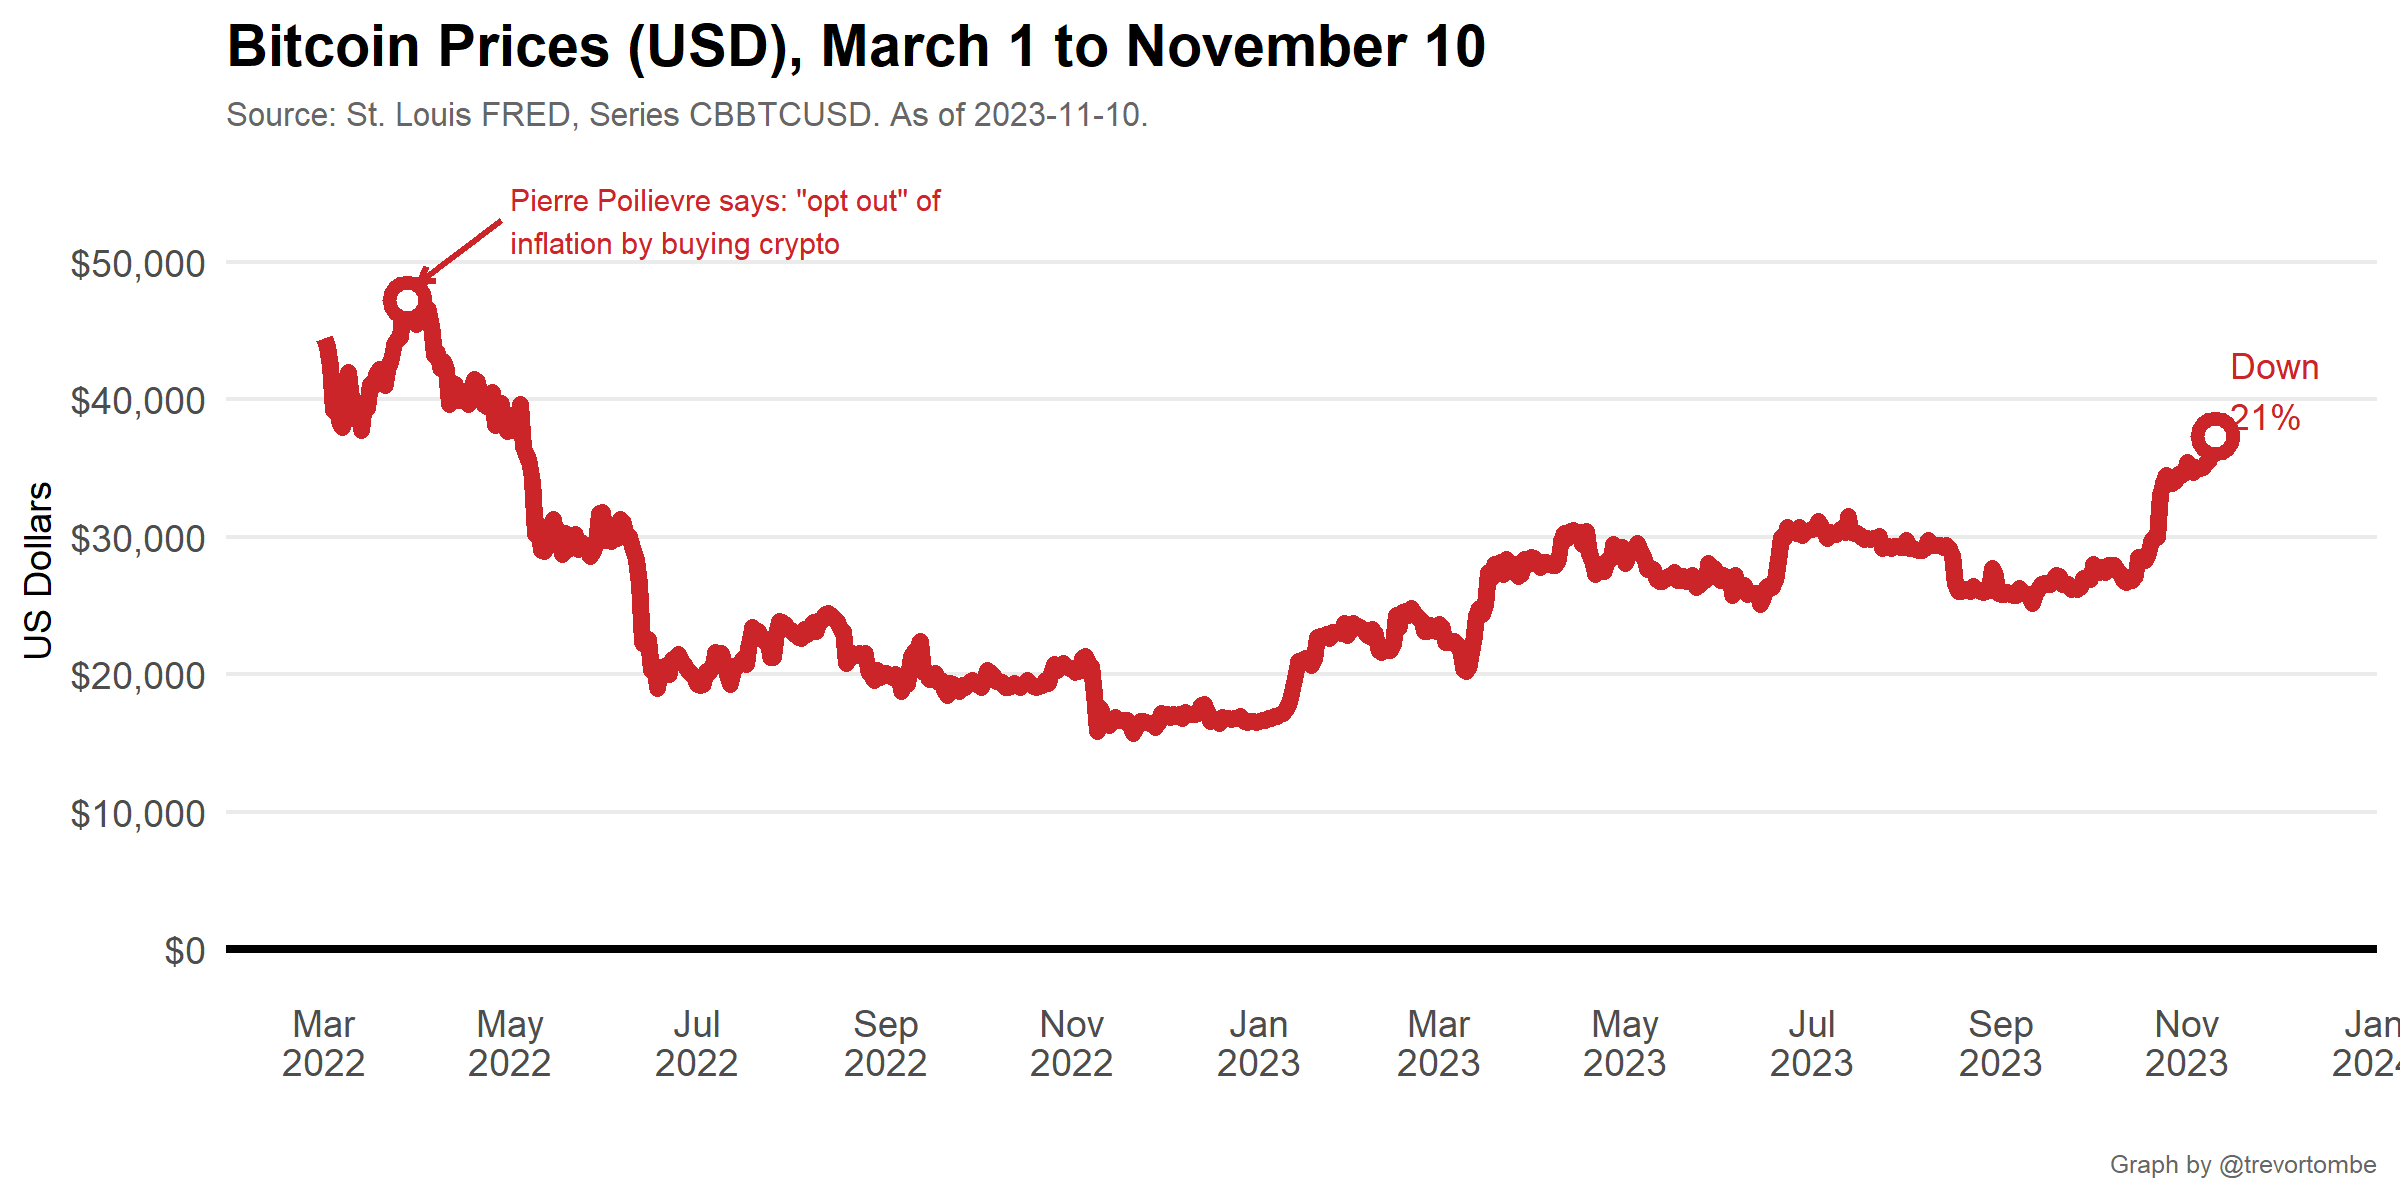 Bitcoin Prices (USD), March 1 to November 10
Source: St. Louis FRED, Series CBBTCUSD. As of 2023-11-10.
Pierre Poilievre says: "opt out" of
inflation by buying crypto
Down
21%
US Dollars
$50,000
$40,000
$30,000
$20,000
$10,000
$0
Mar May Jul Sep Nov Jan Mar May Jul Sep Nov Jan
2022 2022 2022 2022 2022 2023 2023 2023 2023 2023 2023
Graph by @trevortombe